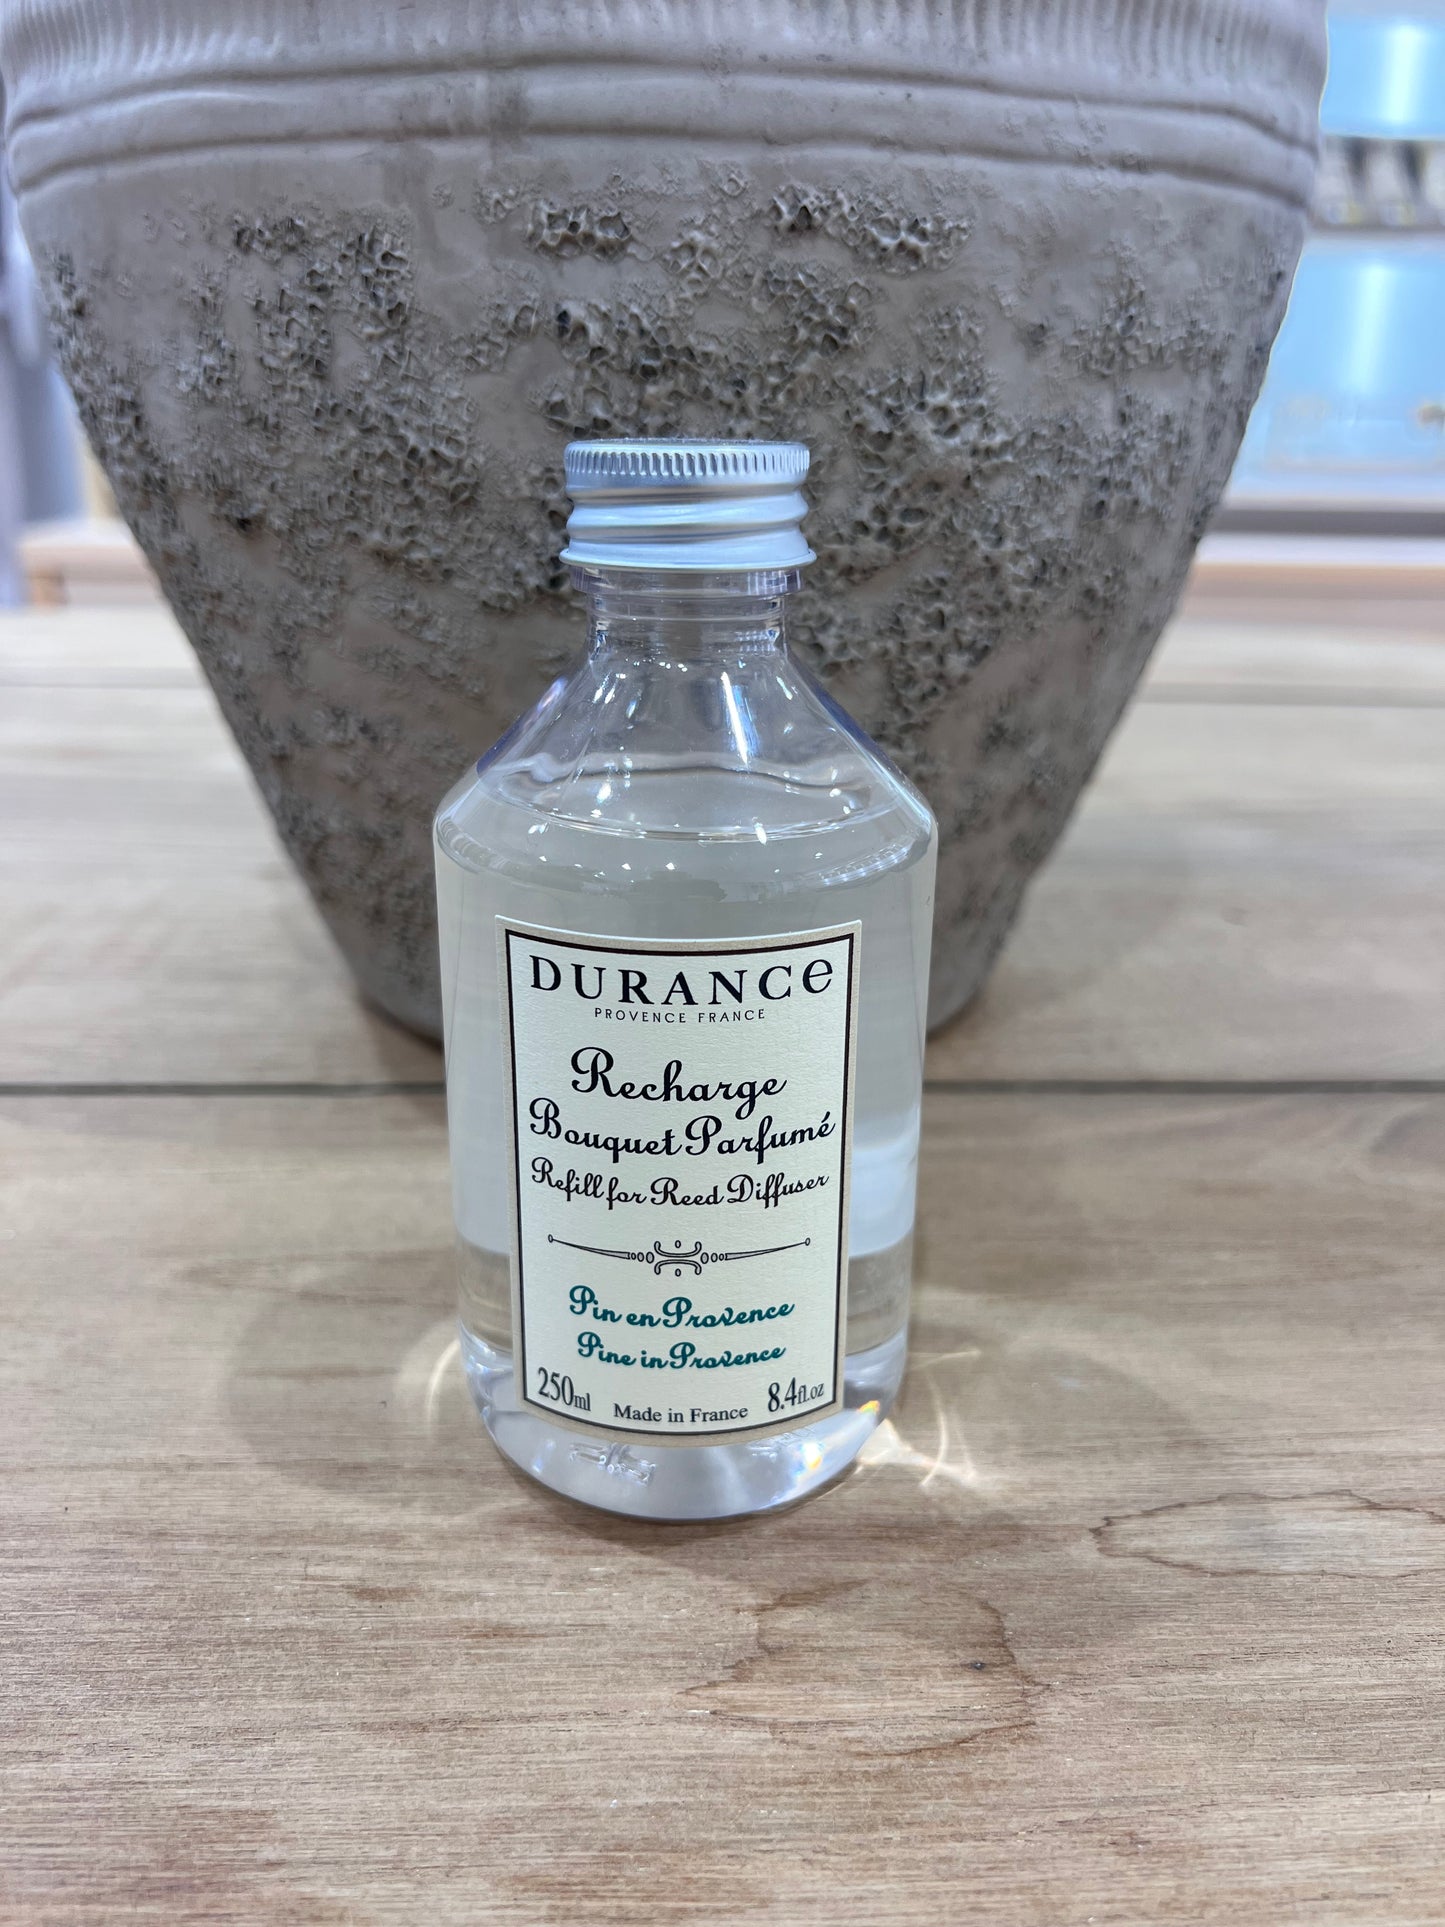 DURANCe
PROVENCE FRANCE
Recharge
Bouquet Parfumé
Refill for Reed Diffuser
Pin en Provence
Pine in Provence
250ml Made in France 8.4fl.oz